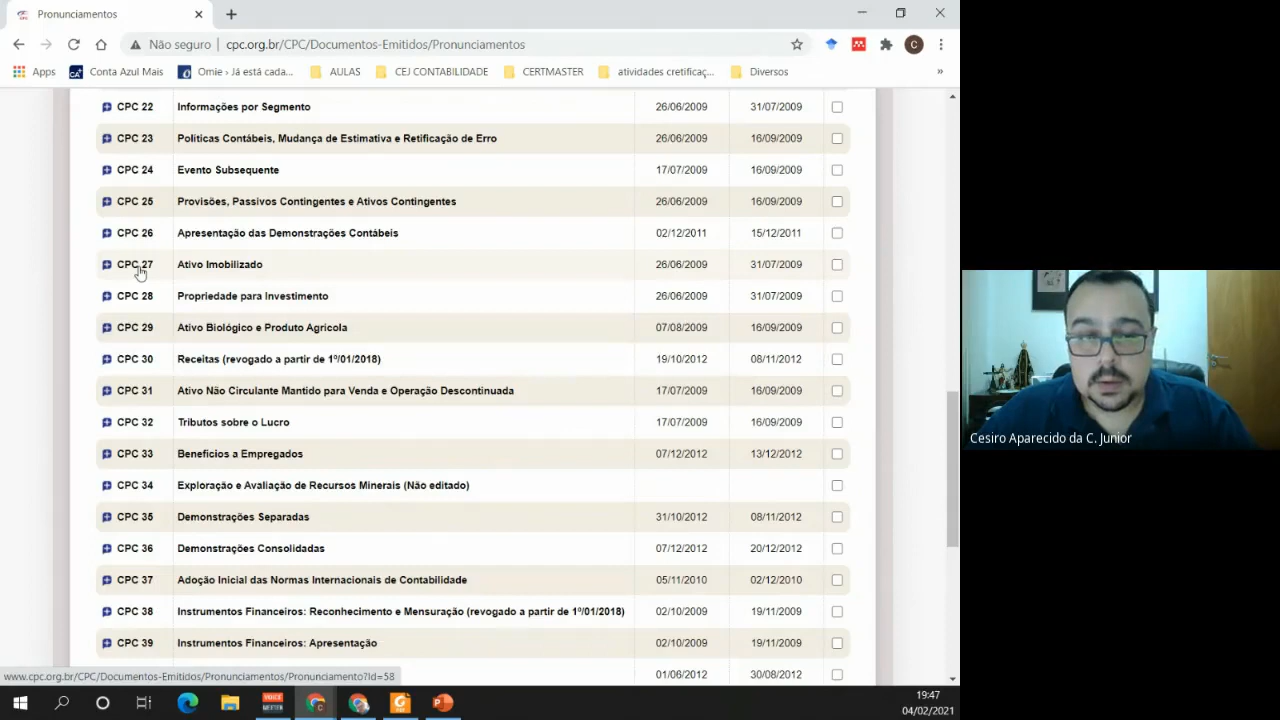 Pronunciamentos
Não seguro | cpc.org.br/CPC/Documentos-Emitidos/Pronunciamentos
C
Apps Conta Azul Mais Omie › Já está cada... AULAS CEJ CONTABILIDADE CERTMASTER atividades cretificaç... Diversos »
CPC 22 Informações por Segmento 26/06/2009 31/07/2009
CPC 23 Políticas Contábeis, Mudança de Estimativa e Retificação de Erro 26/06/2009 16/09/2009
CPC 24 Evento Subsequente 17/07/2009 16/09/2009
CPC 25 Provisões, Passivos Contingentes e Ativos Contingentes 26/06/2009 16/09/2009
CPC 26 Apresentação das Demonstrações Contábeis 02/12/2011 15/12/2011
CPC 27 Ativo Imobilizado 26/06/2009 31/07/2009
CPC 28 Propriedade para Investimento 26/06/2009 31/07/2009
CPC 29 Ativo Biológico e Produto Agrícola 07/08/2009 16/09/2009
CPC 30 Receitas (revogado a partir de 1º/01/2018) 19/10/2012 08/11/2012
CPC 31 Ativo Não Circulante Mantido para Venda e Operação Descontinuada 17/07/2009 16/09/2009
CPC 32 Tributos sobre o Lucro 17/07/2009 16/09/2009
CPC 33 Benefícios a Empregados 07/12/2012 13/12/2012
CPC 34 Exploração e Avaliação de Recursos Minerais (Não editado)
CPC 35 Demonstrações Separadas 31/10/2012 08/11/2012
CPC 36 Demonstrações Consolidadas 07/12/2012 20/12/2012
CPC 37 Adoção Inicial das Normas Internacionais de Contabilidade 05/11/2010 02/12/2010
CPC 38 Instrumentos Financeiros: Reconhecimento e Mensuração (revogado a partir de 1º/01/2018) 02/10/2009 19/11/2009
CPC 39 Instrumentos Financeiros: Apresentação 02/10/2009 19/11/2009
01/06/2012 30/08/2012
www.cpc.org.br/CPC/Documentos-Emitidos/Pronunciamentos/Pronunciamento?Id=58
Cesiro Aparecido da C. Junior
VOICE
19:47
04/02/2021